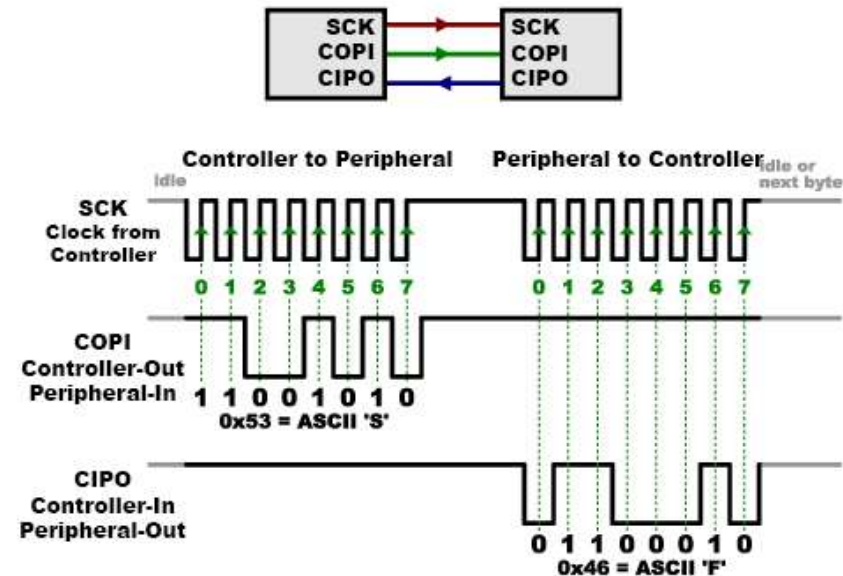 SCK SCK
COPI COPI
CIPO CIPO
Controller to Peripheral Peripheral to Controller
idle idle or
next byte
SCK
Clock from
Controller
0 1 2 3 4 5 6 7 0 1 2 3 4 5 6 7
COPI
Controller-Out
Peripheral-In
1 1 0 0 1 0 1 0
0x53 = ASCII 'S'
CIPO
Controller-In
Peripheral-Out
0 1 1 0 0 0 1 0
0x46 = ASCII 'F'